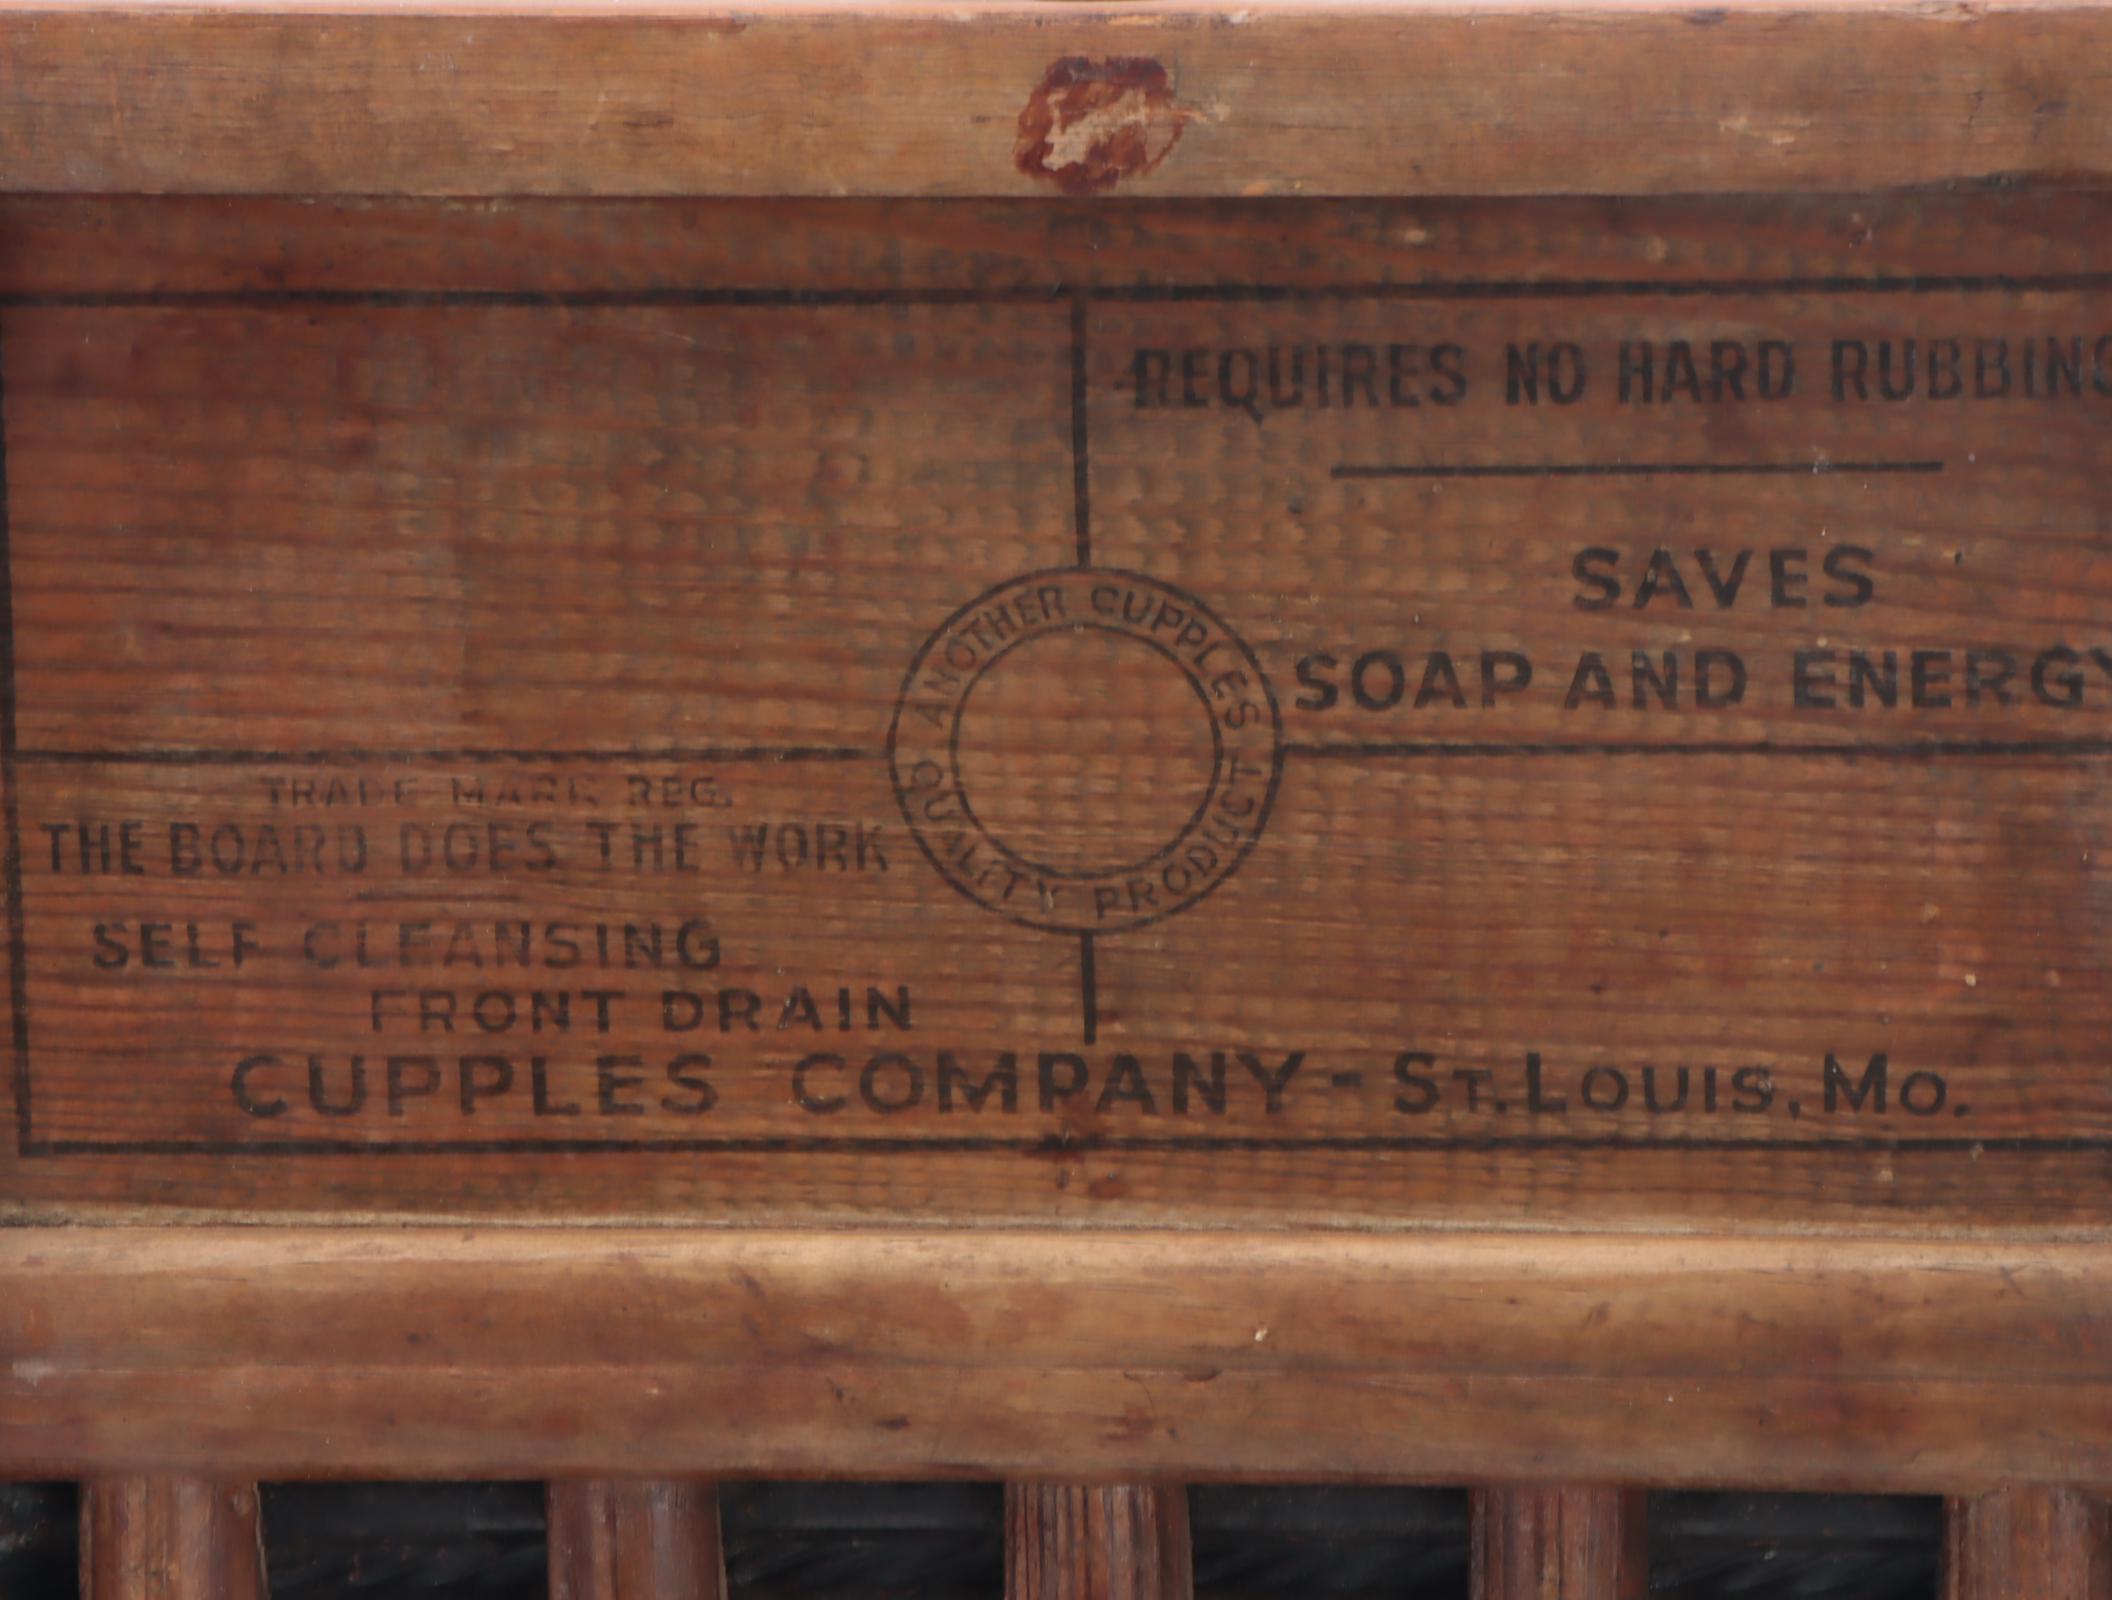 REQUIRES NO HARD RUBBING
SAVES
SOAP AND ENERGY
ANOTHER CUPPLES
QUALITY PRODUCT
TRADE MARK REG.
THE BOARD DOES THE WORK
SELF CLEANSING
FRONT DRAIN
CUPPLES COMPANY - ST. LOUIS, MO.